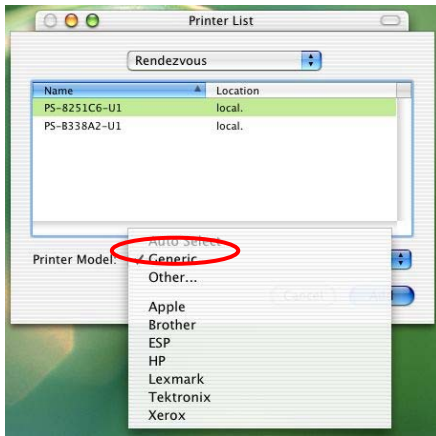 Printer List
Rendezvous
Name Location
PS-8251C6-U1 local.
PS-B338A2-U1 local.
Auto Select
Printer Model: ✓ Generic
Other...
Cancel Add
Apple
Brother
ESP
HP
Lexmark
Tektronix
Xerox